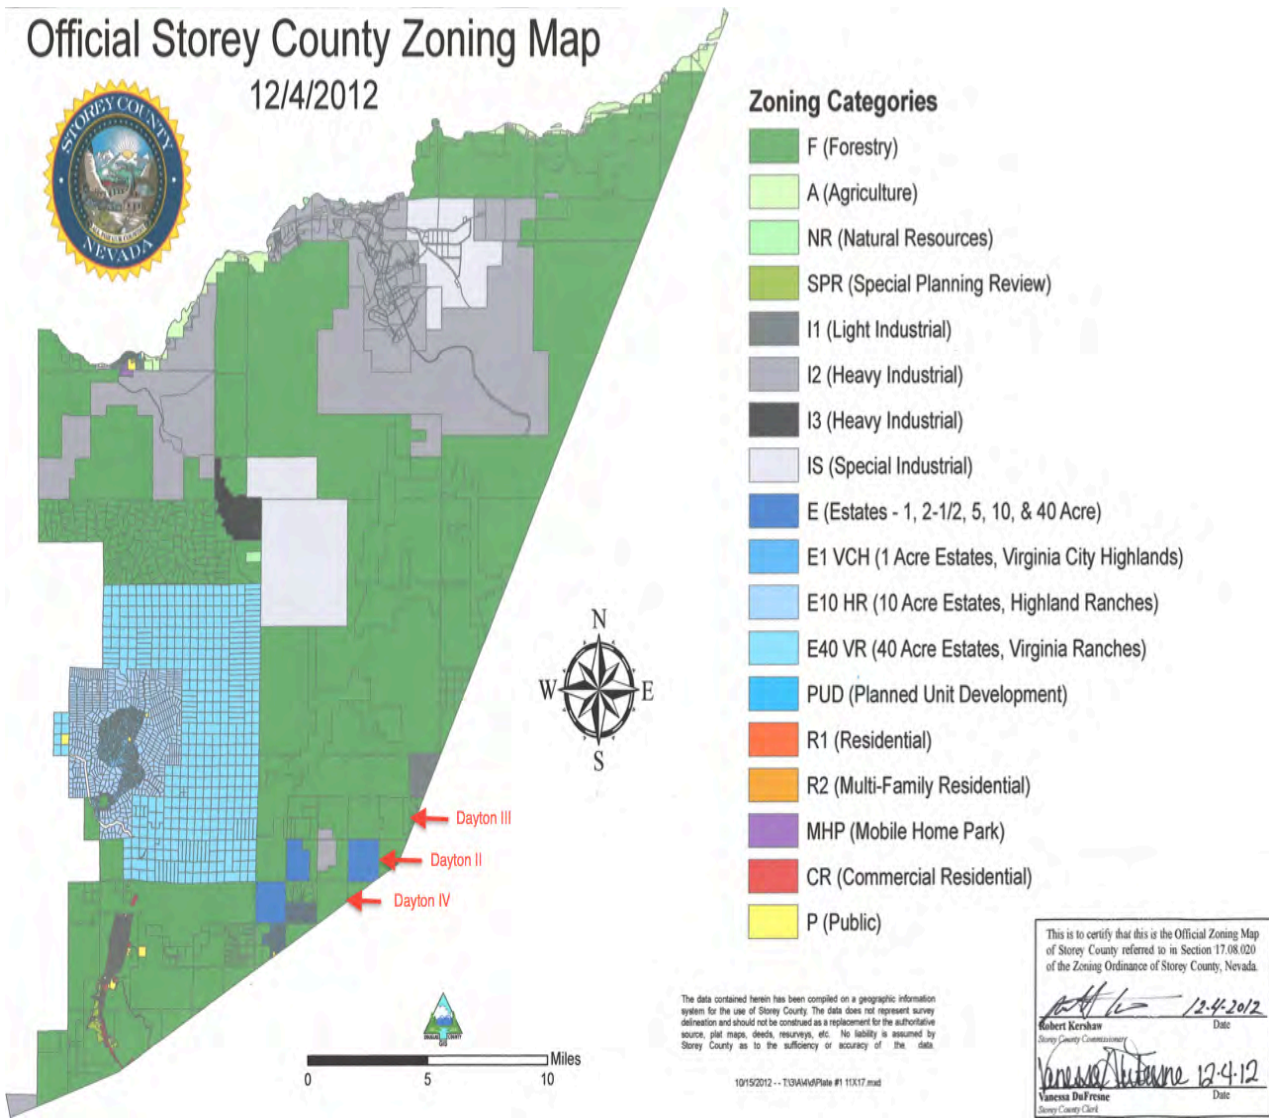 Official Storey County Zoning Map
12/4/2012
STOREY COUNTY
NEVADA
Zoning Categories
F (Forestry)
A (Agriculture)
NR (Natural Resources)
SPR (Special Planning Review)
I1 (Light Industrial)
I2 (Heavy Industrial)
I3 (Heavy Industrial)
IS (Special Industrial)
E (Estates - 1, 2-1/2, 5, 10, & 40 Acre)
E1 VCH (1 Acre Estates, Virginia City Highlands)
E10 HR (10 Acre Estates, Highland Ranches)
E40 VR (40 Acre Estates, Virginia Ranches)
PUD (Planned Unit Development)
R1 (Residential)
R2 (Multi-Family Residential)
MHP (Mobile Home Park)
CR (Commercial Residential)
P (Public)
N
W E
S
Dayton III
Dayton II
Dayton IV
GIS
Miles
0 5 10
The data contained herein has been compiled on a geographic information
system for the use of Storey County. The data does not represent survey
delineation and should not be construed as a replacement for the authoritative
source, plat maps, deeds, resurveys, etc. No liability is assumed by
Storey County as to the sufficiency or accuracy of the data.
This is to certify that this is the Official Zoning Map
of Storey County referred to in Section 17.08.020
of the Zoning Ordinance of Storey County, Nevada.
12-4-2012
Robert Kershaw Date
Storey County Commissioner
Vanessa DuFresne 12-4-12
Vanessa DuFresne Date
Storey County Clerk